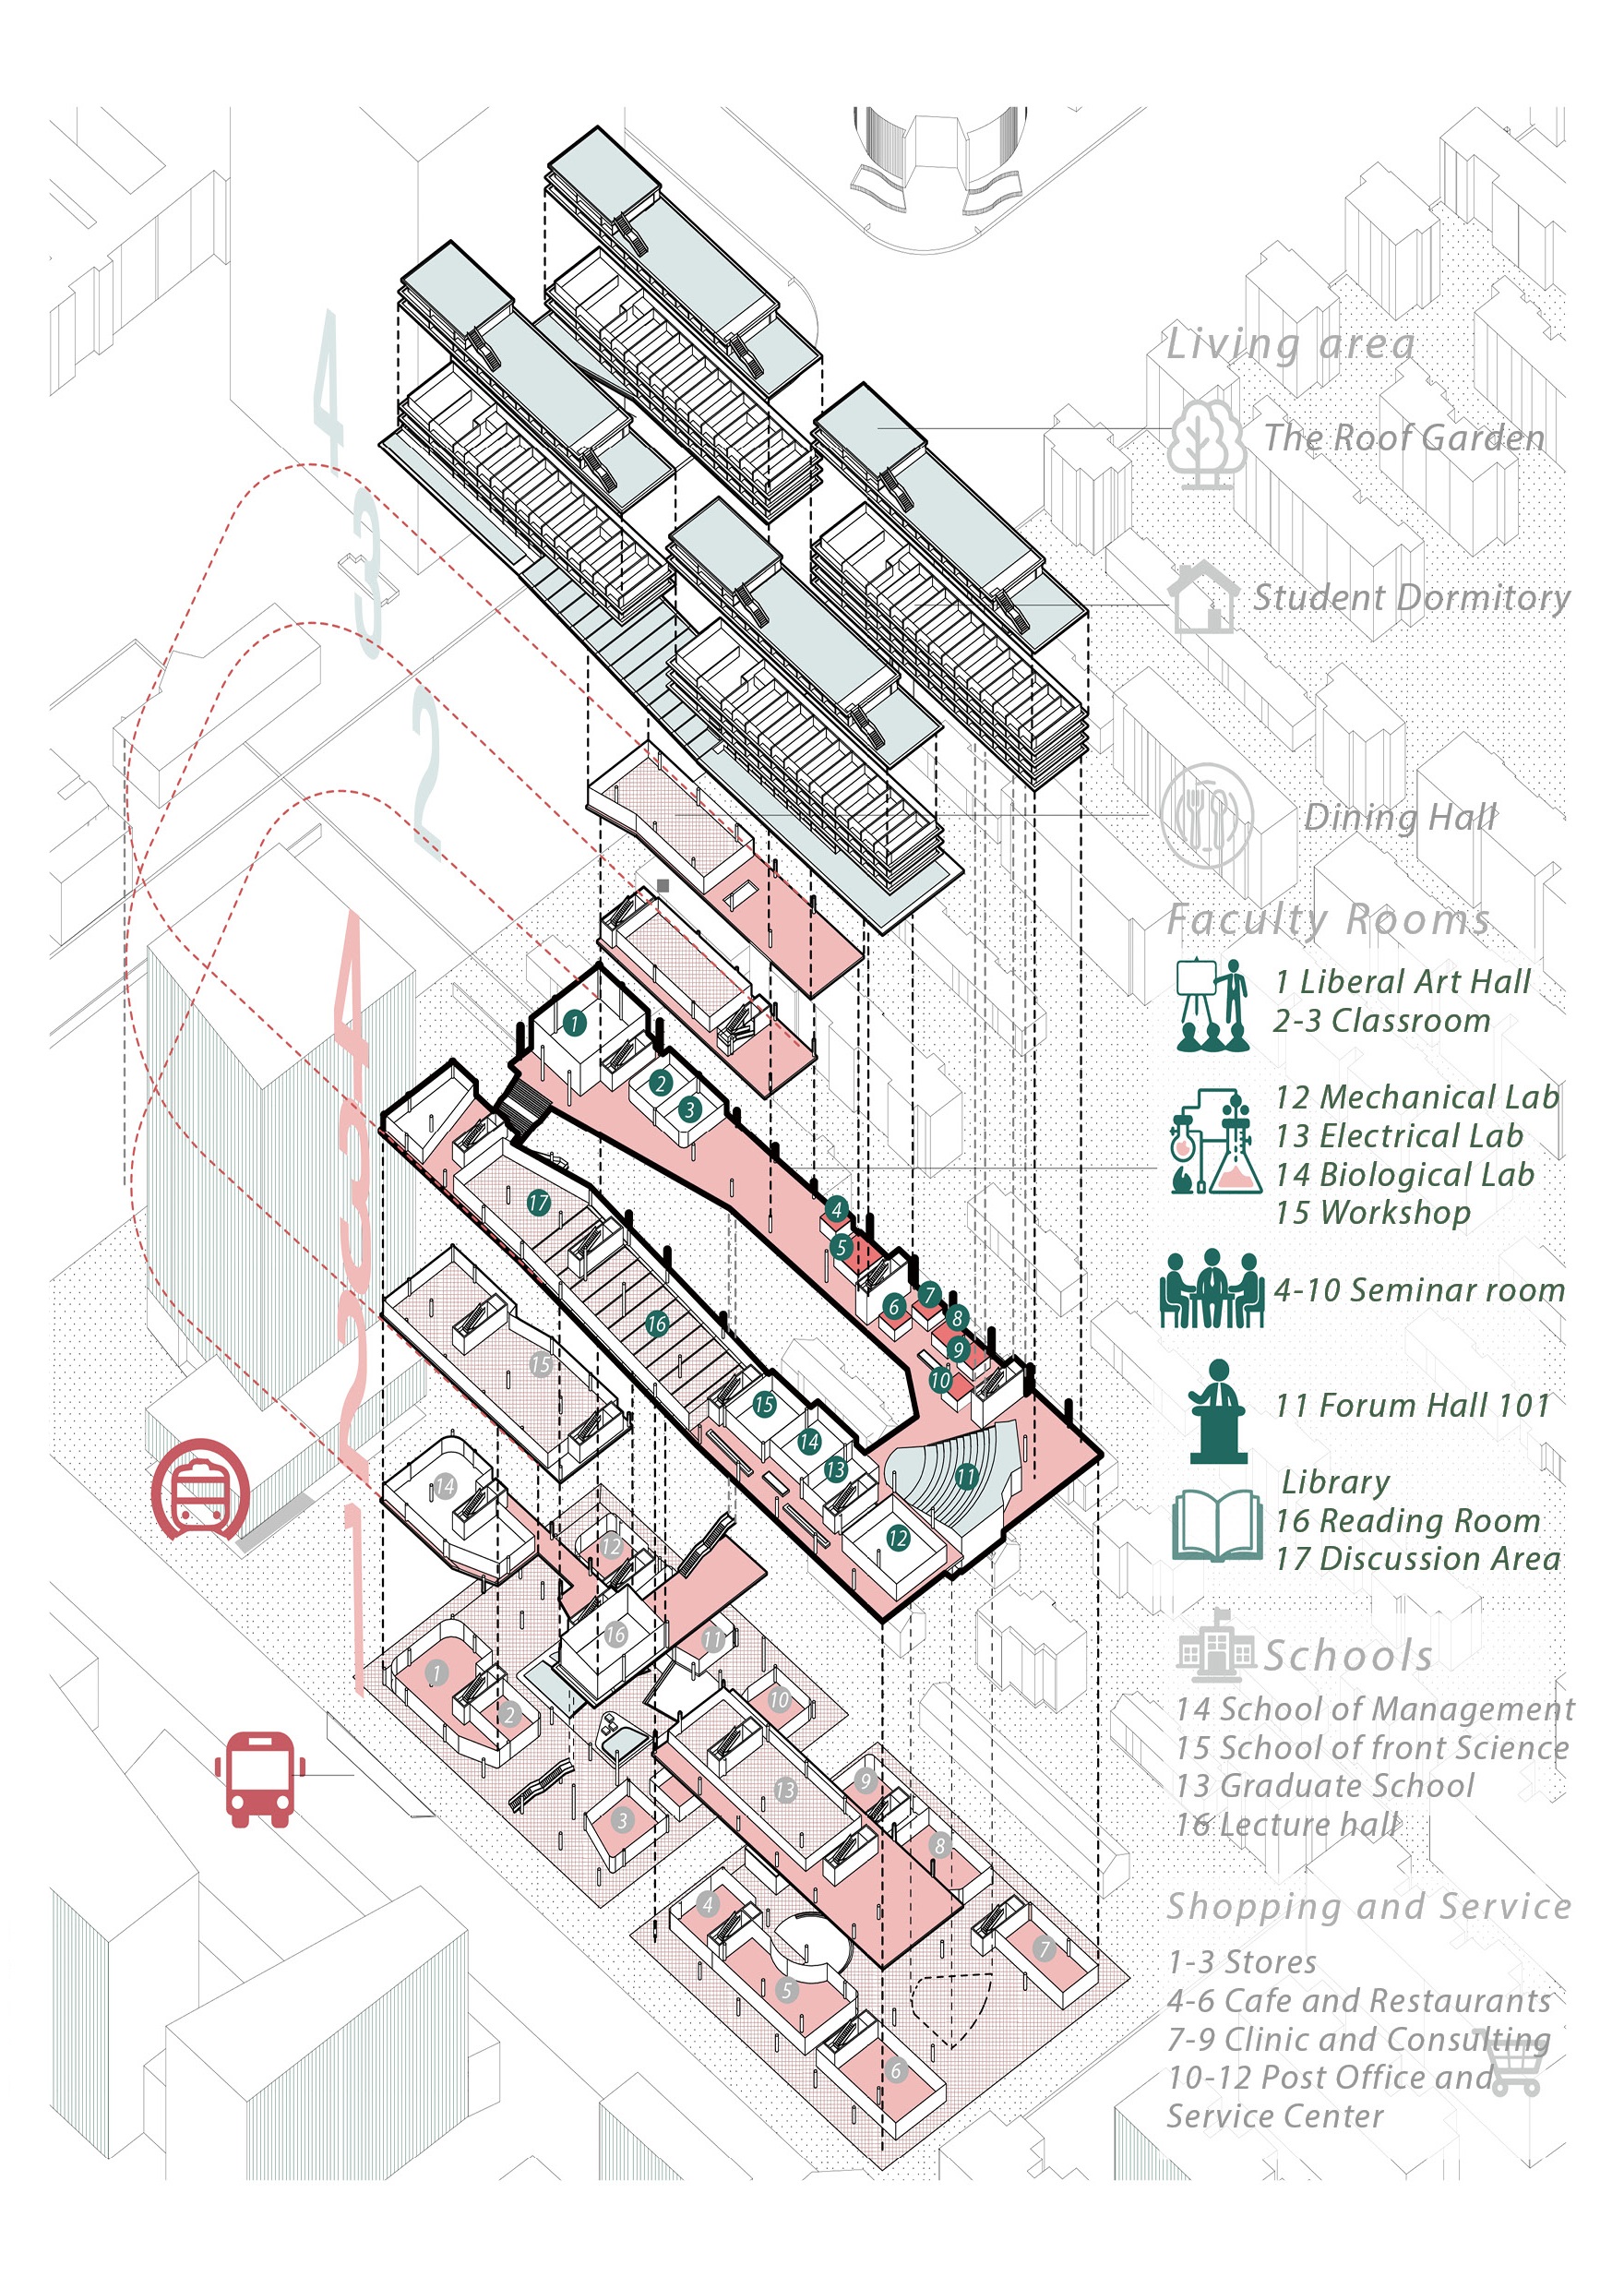 4
3
2
Living area
The Roof Garden
Student Dormitory
Dining Hall
Faculty Rooms
1 Liberal Art Hall
2-3 Classroom
12 Mechanical Lab
13 Electrical Lab
14 Biological Lab
15 Workshop
4-10 Seminar room
11 Forum Hall 101
Library
16 Reading Room
17 Discussion Area
Schools
14 School of Management
15 School of front Science
13 Graduate School
16 Lecture hall
Shopping and Service
1-3 Stores
4-6 Cafe and Restaurants
7-9 Clinic and Consulting
10-12 Post Office and
Service Center
4
3
3
2
1
1
2
3
4
5
6
7
8
9
10
17
16
15
14
13
11
12
15
14
12
16
11
1
2
10
3
13
9
8
4
5
7
6